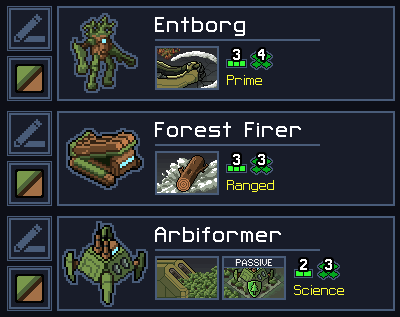 Entborg
3 4
Prime
Forest Firer
3 3
Ranged
Arbiformer
PASSIVE
2 3
Science